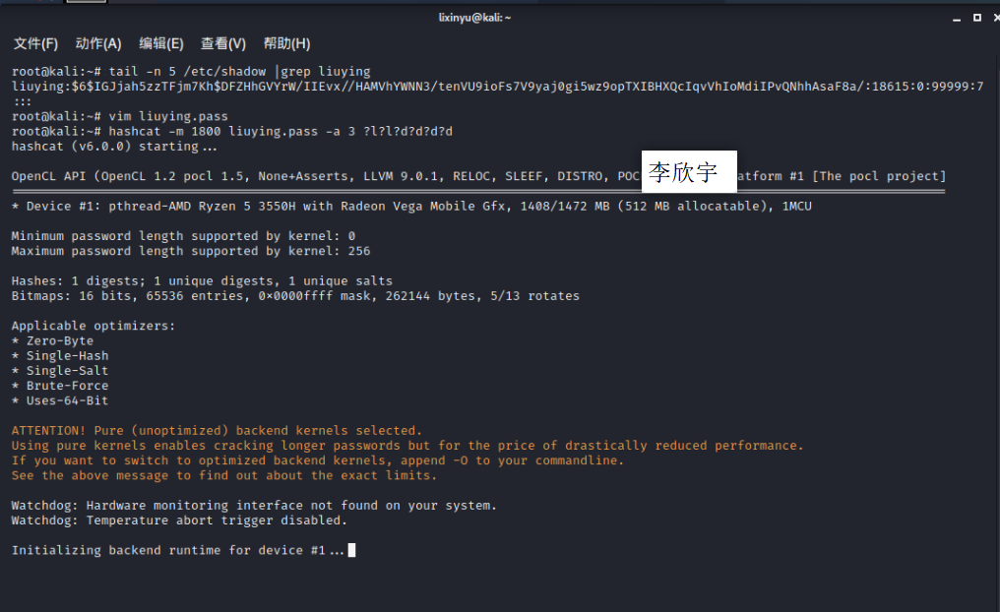 lixinyu@kali: ~
文件(F) 动作(A) 编辑(E) 查看(V) 帮助(H)
root@kali:~# tail -n 5 /etc/shadow |grep liuying
liuying:$6$IGJjah5zzTFjm7Kh$DFZHhGVYrW/IIEvx//HAMVhYWNN3/tenVU9ioFs7V9yaj0gi5wz9opTXIBHXQcIqvVhIoMdiIPvQNhhAsaF8a/:18615:0:99999:7
:::
root@kali:~# vim liuying.pass
root@kali:~# hashcat -m 1800 liuying.pass -a 3 ?l?l?d?d?d?d
hashcat (v6.0.0) starting...
OpenCL API (OpenCL 1.2 pocl 1.5, None+Asserts, LLVM 9.0.1, RELOC, SLEEF, DISTRO, POC 李欣宇 atform #1 [The pocl project]
* Device #1: pthread-AMD Ryzen 5 3550H with Radeon Vega Mobile Gfx, 1408/1472 MB (512 MB allocatable), 1MCU
Minimum password length supported by kernel: 0
Maximum password length supported by kernel: 256
Hashes: 1 digests; 1 unique digests, 1 unique salts
Bitmaps: 16 bits, 65536 entries, 0×0000ffff mask, 262144 bytes, 5/13 rotates
Applicable optimizers:
* Zero-Byte
* Single-Hash
* Single-Salt
* Brute-Force
* Uses-64-Bit
ATTENTION! Pure (unoptimized) backend kernels selected.
Using pure kernels enables cracking longer passwords but for the price of drastically reduced performance.
If you want to switch to optimized backend kernels, append -O to your commandline.
See the above message to find out about the exact limits.
Watchdog: Hardware monitoring interface not found on your system.
Watchdog: Temperature abort trigger disabled.
Initializing backend runtime for device #1...